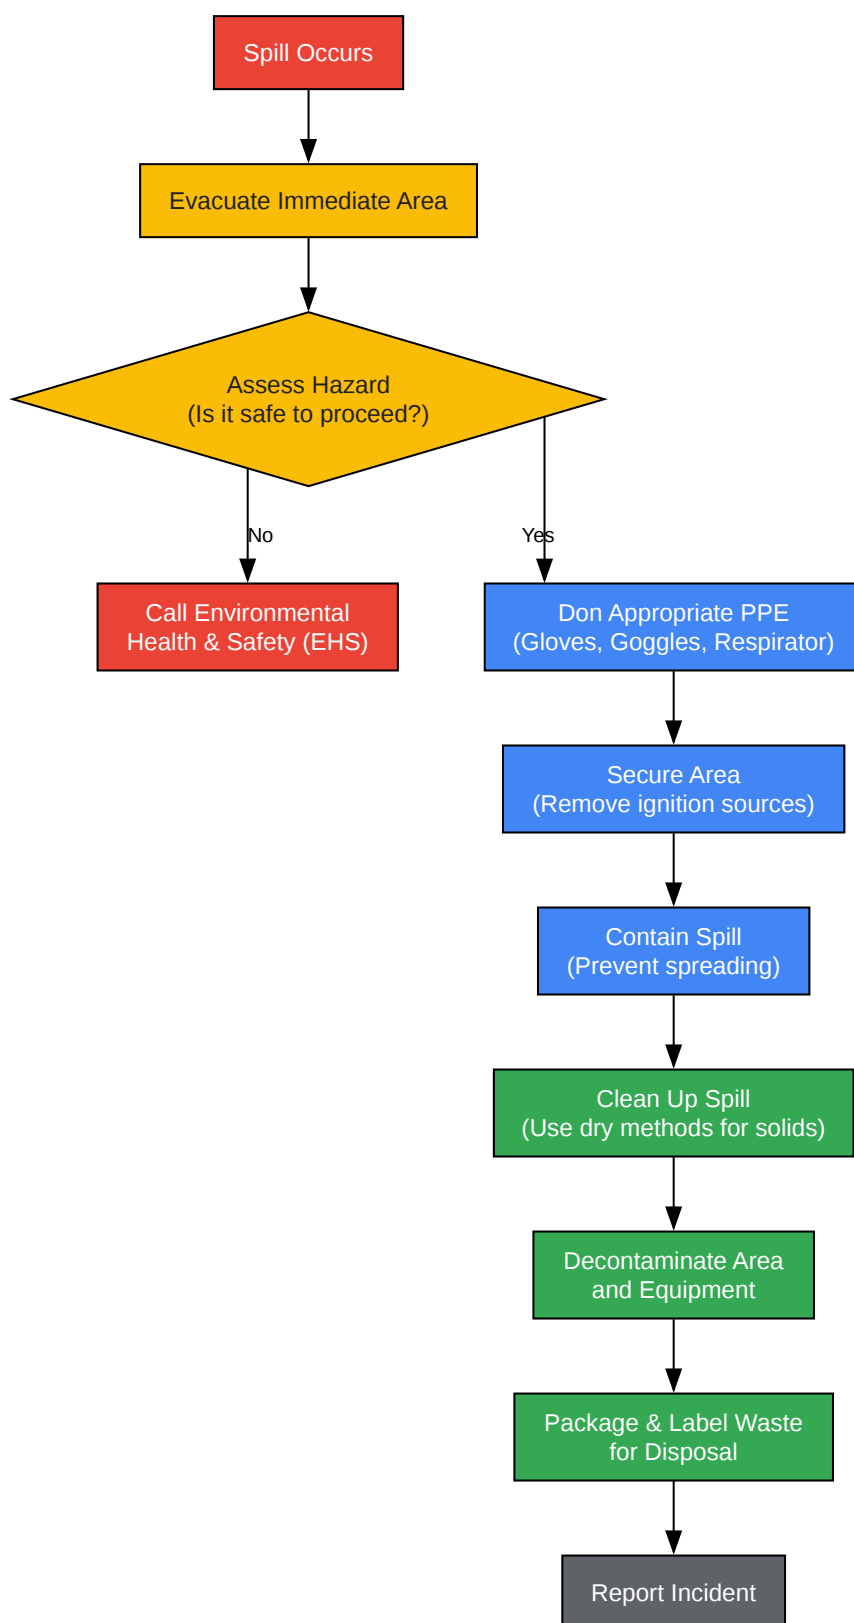 Spill Occurs
Evacuate Immediate Area
Assess Hazard
(Is it safe to proceed?)
No
Yes
Call Environmental
Health & Safety (EHS)
Don Appropriate PPE
(Gloves, Goggles, Respirator)
Secure Area
(Remove ignition sources)
Contain Spill
(Prevent spreading)
Clean Up Spill
(Use dry methods for solids)
Decontaminate Area
and Equipment
Package & Label Waste
for Disposal
Report Incident